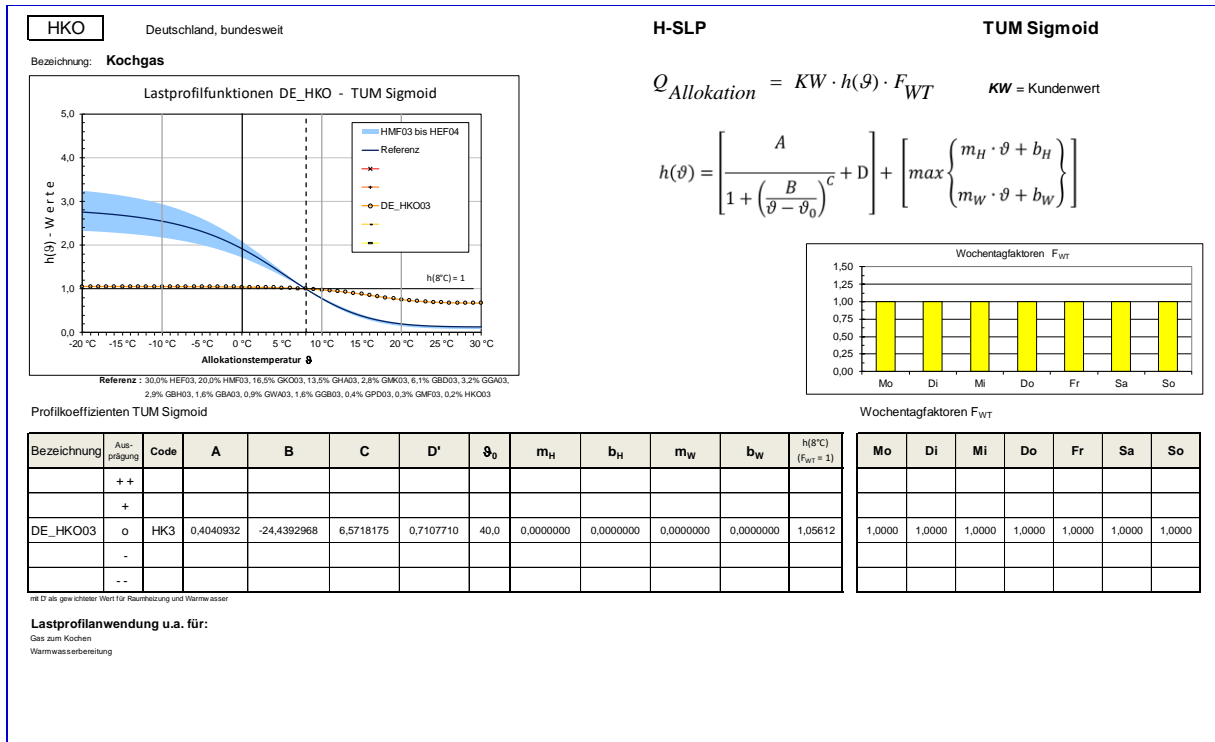 HKO
Deutschland, bundesweit
H-SLP
TUM Sigmoid
Bezeichnung: Kochgas
Q_Allokation = KW · h(ϑ) · F_WT
KW = Kundenwert
h(ϑ) = [A / (1 + (B / (ϑ − ϑ₀))^C) + D] + [max {m_H · ϑ + b_H; m_W · ϑ + b_W}]
Lastprofilfunktionen DE_HKO - TUM Sigmoid
h(ϑ) - Werte
5,0
4,0
3,0
2,0
1,0
0,0
HMF03 bis HEF04
Referenz
DE_HKO03
h(8°C) = 1
-20 °C -15 °C -10 °C -5 °C 0 °C 5 °C 10 °C 15 °C 20 °C 25 °C 30 °C
Allokationstemperatur ϑ
Referenz : 30,0% HEF03, 20,0% HMF03, 16,5% GKO03, 13,5% GHA03, 2,8% GMK03, 6,1% GBD03, 3,2% GGA03,
2,9% GBH03, 1,6% GBA03, 0,9% GWA03, 1,6% GGB03, 0,4% GPD03, 0,3% GMF03, 0,2% HKO03
Wochentagfaktoren F_WT
1,50
1,25
1,00
0,75
0,50
0,25
0,00
Mo Di Mi Do Fr Sa So
Profilkoeffizienten TUM Sigmoid
Bezeichnung Aus-prägung Code A B C D' ϑ₀ m_H b_H m_W b_W h(8°C) (F_WT = 1)
+ +
+
DE_HKO03 o HK3 0,4040932 -24,4392968 6,5718175 0,7107710 40,0 0,0000000 0,0000000 0,0000000 0,0000000 1,05612
-
- -
Wochentagfaktoren F_WT
Mo Di Mi Do Fr Sa So
1,0000 1,0000 1,0000 1,0000 1,0000 1,0000 1,0000
mit D' als gewichteter Wert für Raumheizung und Warmwasser
Lastprofilanwendung u.a. für:
Gas zum Kochen
Warmwasserbereitung